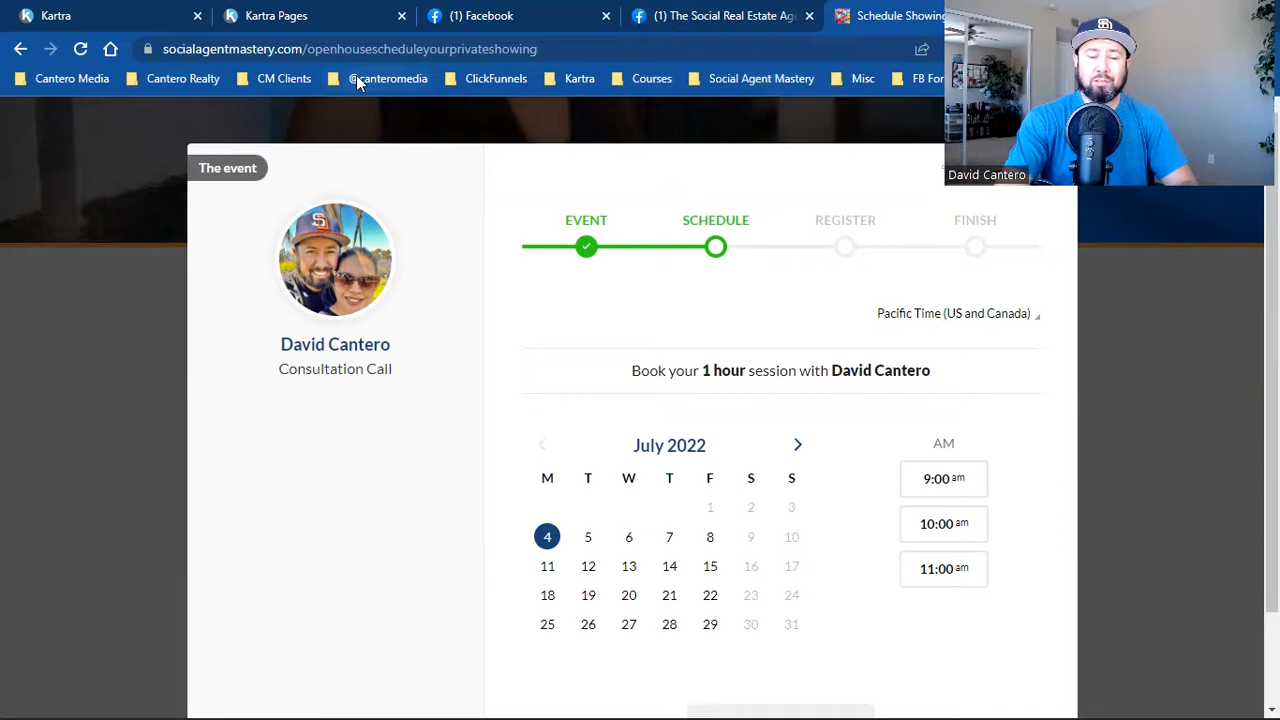 Kartra
Kartra Pages
(1) Facebook
(1) The Social Real Estate Ag
Schedule Showing
socialagentmastery.com/openhousescheduleyourprivateshowing
Cantero Media
Cantero Realty
CM Clients
@canteromedia
ClickFunnels
Kartra
Courses
Social Agent Mastery
Misc
FB For
David Cantero
The event
EVENT
SCHEDULE
REGISTER
FINISH
David Cantero
Consultation Call
Pacific Time (US and Canada)
Book your 1 hour session with David Cantero
July 2022
M T W T F S S
1 2 3
4 5 6 7 8 9 10
11 12 13 14 15 16 17
18 19 20 21 22 23 24
25 26 27 28 29 30 31
AM
9:00 am
10:00 am
11:00 am